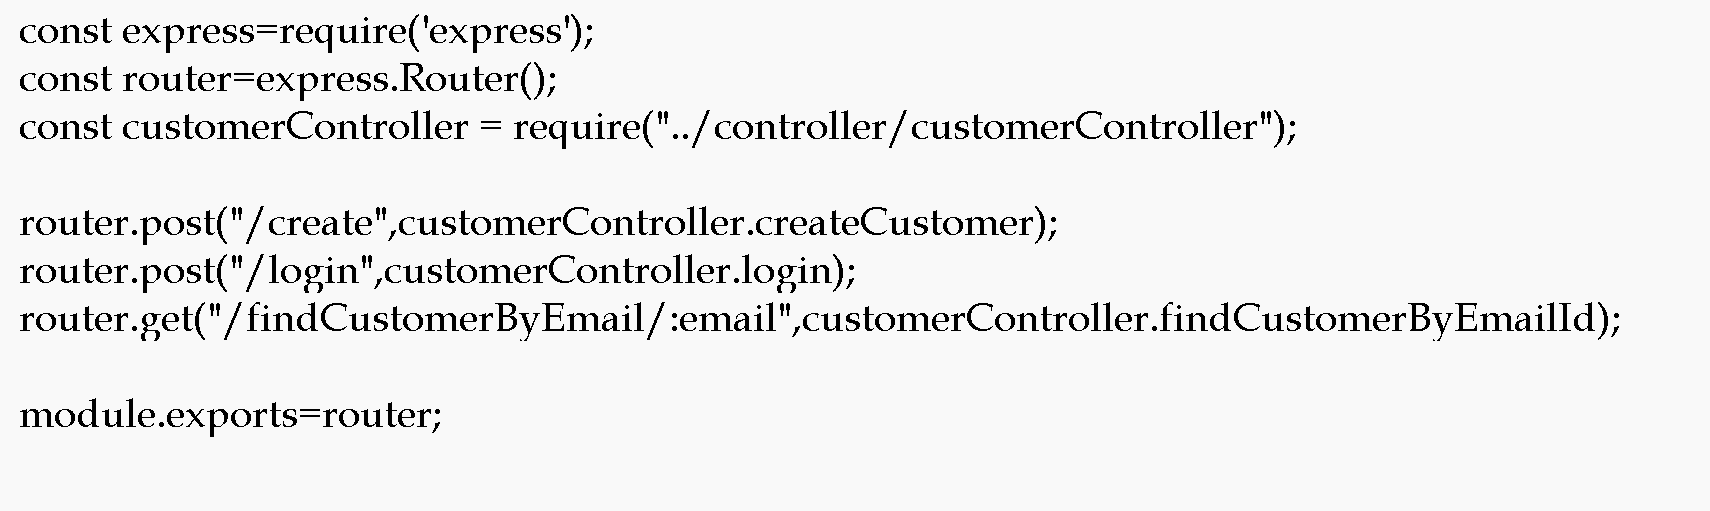 const express=require('express');
const router=express.Router();
const customerController = require("../controller/customerController");
router.post("/create",customerController.createCustomer);
router.post("/login",customerController.login);
router.get("/findCustomerByEmail/:email",customerController.findCustomerByEmailId);
module.exports=router;